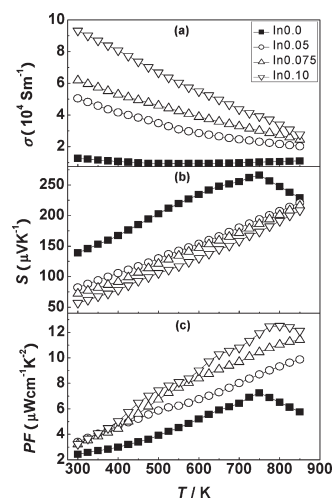 (a)
In0.0
In0.05
In0.075
In0.10
10
8
6
4
2
σ (10⁴ Sm⁻¹)
(b)
250
200
150
100
50
S (μVK⁻¹)
(c)
12
10
8
6
4
2
PF (μWcm⁻¹K⁻²)
300 400 500 600 700 800 900
T / K